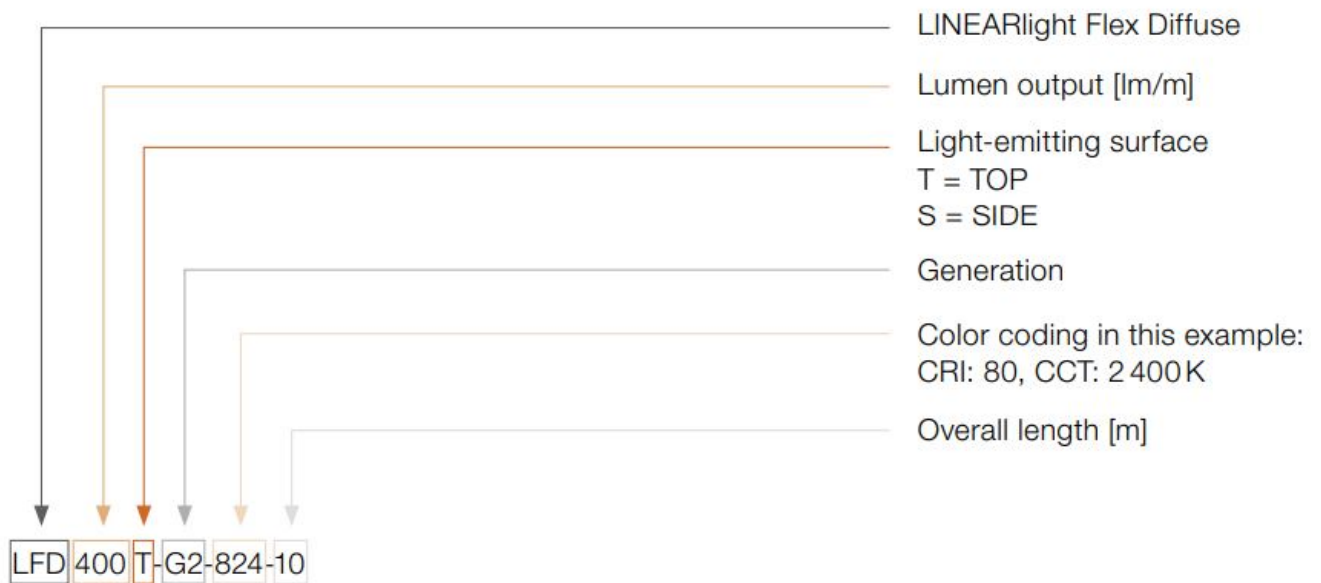 LINEARlight Flex Diffuse
Lumen output [lm/m]
Light-emitting surface
T = TOP
S = SIDE
Generation
Color coding in this example:
CRI: 80, CCT: 2 400 K
Overall length [m]
LFD 400 T-G2-824-10